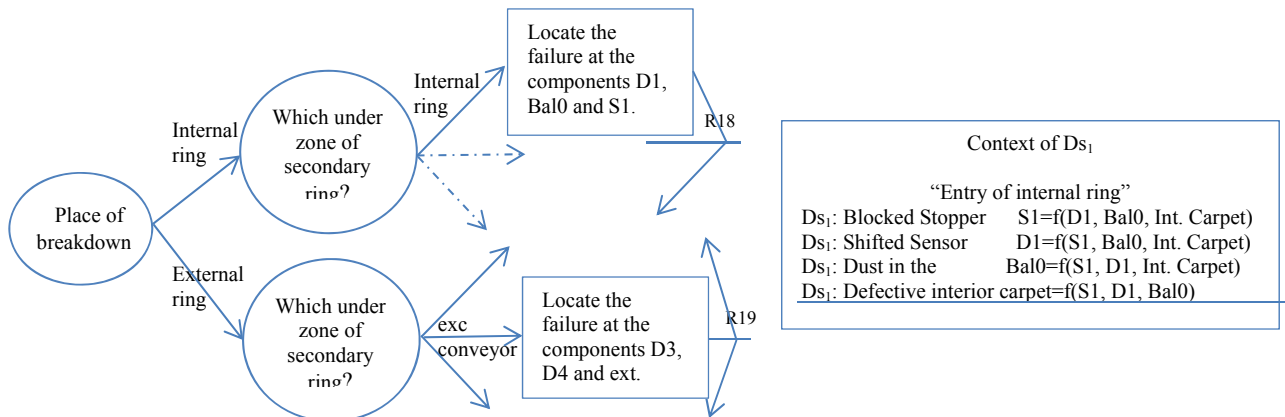 Place of
breakdown
Internal
ring
External
ring
Which under
zone of
secondary
ring?
Internal
ring
Locate the
failure at the
components D1,
Bal0 and S1.
R18
Which under
zone of
secondary
ring?
exc
conveyor
Locate the
failure at the
components D3,
D4 and ext.
R19
Context of Ds1
“Entry of internal ring”
Ds1: Blocked Stopper S1=f(D1, Bal0, Int. Carpet)
Ds1: Shifted Sensor D1=f(S1, Bal0, Int. Carpet)
Ds1: Dust in the Bal0=f(S1, D1, Int. Carpet)
Ds1: Defective interior carpet=f(S1, D1, Bal0)